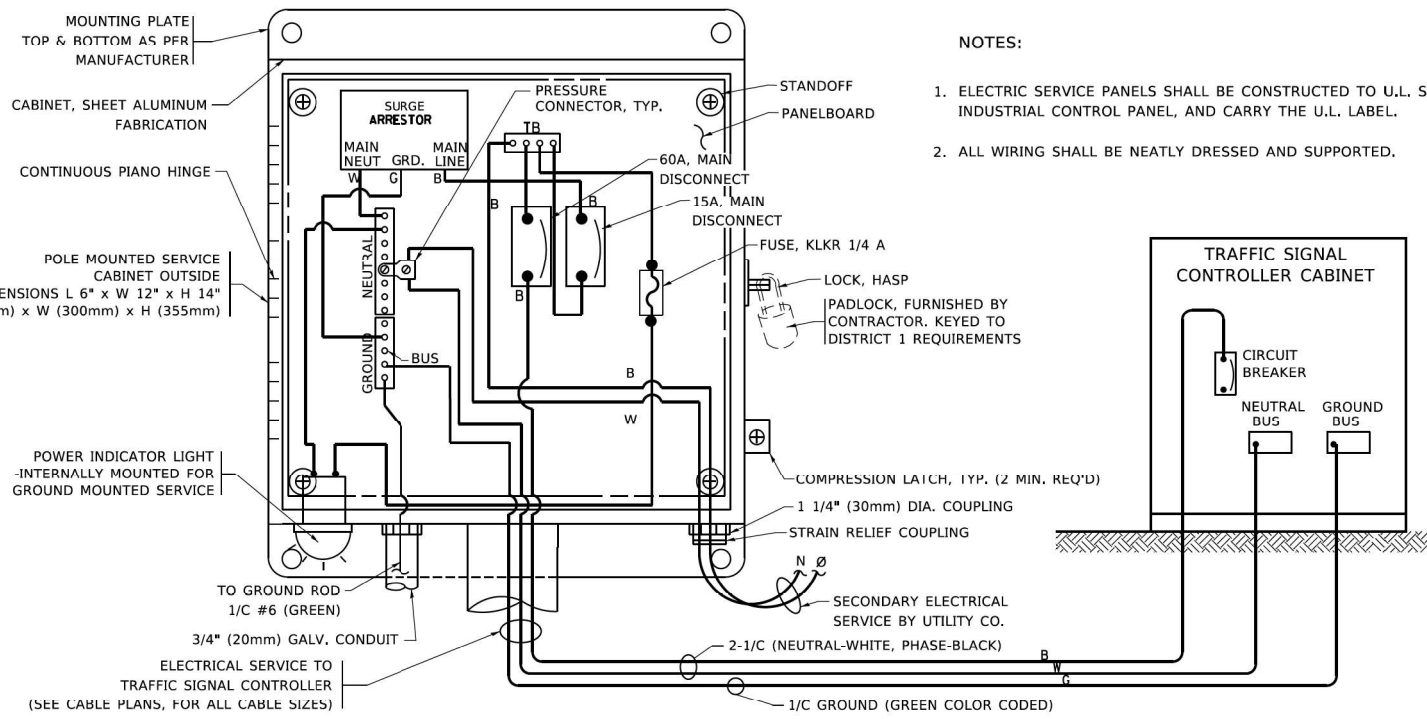 MOUNTING PLATE
TOP & BOTTOM AS PER
MANUFACTURER
CABINET, SHEET ALUMINUM
FABRICATION
CONTINUOUS PIANO HINGE
POLE MOUNTED SERVICE
CABINET OUTSIDE
ENSIONS L 6" x W 12" x H 14"
m) x W (300mm) x H (355mm)
POWER INDICATOR LIGHT
-INTERNALLY MOUNTED FOR
GROUND MOUNTED SERVICE
TO GROUND ROD
1/C #6 (GREEN)
3/4" (20mm) GALV. CONDUIT
ELECTRICAL SERVICE TO
TRAFFIC SIGNAL CONTROLLER
(SEE CABLE PLANS, FOR ALL CABLE SIZES)
SURGE
ARRESTOR
MAIN
NEUT
GRD.
MAIN
LINE
W
G
B
PRESSURE
CONNECTOR, TYP.
TB
NEUTRAL
GROUND
BUS
B
B
B
B
W
60A, MAIN
DISCONNECT
15A, MAIN
DISCONNECT
FUSE, KLKR 1/4 A
STANDOFF
PANELBOARD
LOCK, HASP
PADLOCK, FURNISHED BY
CONTRACTOR. KEYED TO
DISTRICT 1 REQUIREMENTS
COMPRESSION LATCH, TYP. (2 MIN. REQ'D)
1 1/4" (30mm) DIA. COUPLING
STRAIN RELIEF COUPLING
N Ø
SECONDARY ELECTRICAL
SERVICE BY UTILITY CO.
2-1/C (NEUTRAL-WHITE, PHASE-BLACK)
B
W
G
1/C GROUND (GREEN COLOR CODED)
NOTES:
1. ELECTRIC SERVICE PANELS SHALL BE CONSTRUCTED TO U.L. S
INDUSTRIAL CONTROL PANEL, AND CARRY THE U.L. LABEL.
2. ALL WIRING SHALL BE NEATLY DRESSED AND SUPPORTED.
TRAFFIC SIGNAL
CONTROLLER CABINET
CIRCUIT
BREAKER
NEUTRAL
BUS
GROUND
BUS